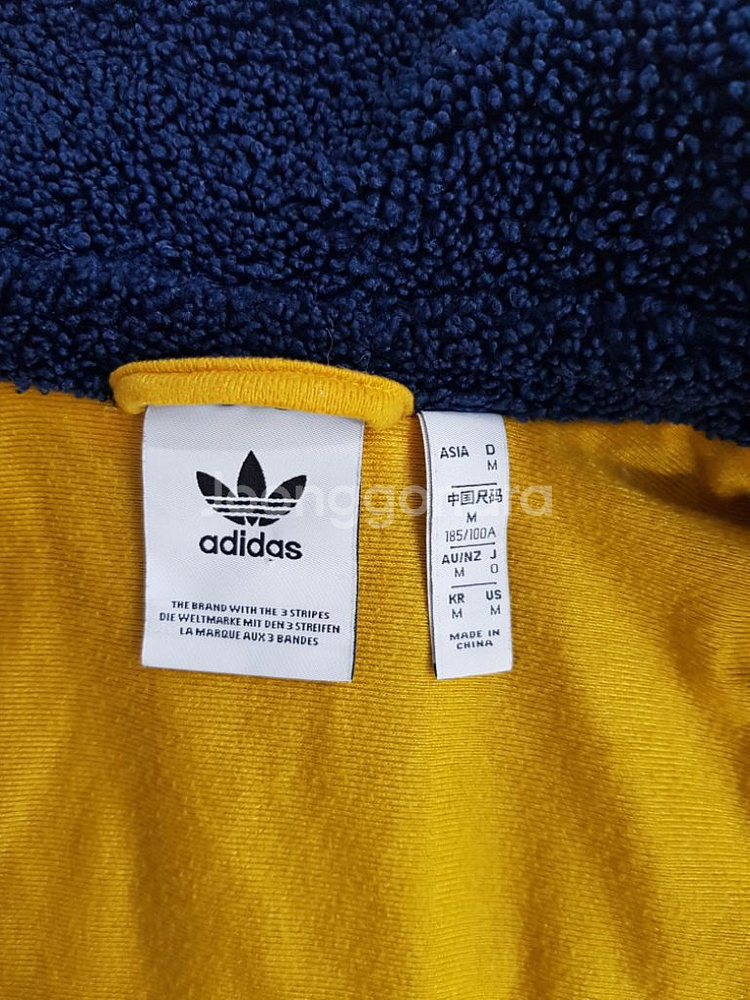 adidas
THE BRAND WITH THE 3 STRIPES
DIE WELTMARKE MIT DEN 3 STREIFEN
LA MARQUE AUX 3 BANDES
ASIA D
M
中国尺码
M
185/100A
AU/NZ J
M O
KR US
M M
MADE IN
CHINA
Joonggonara